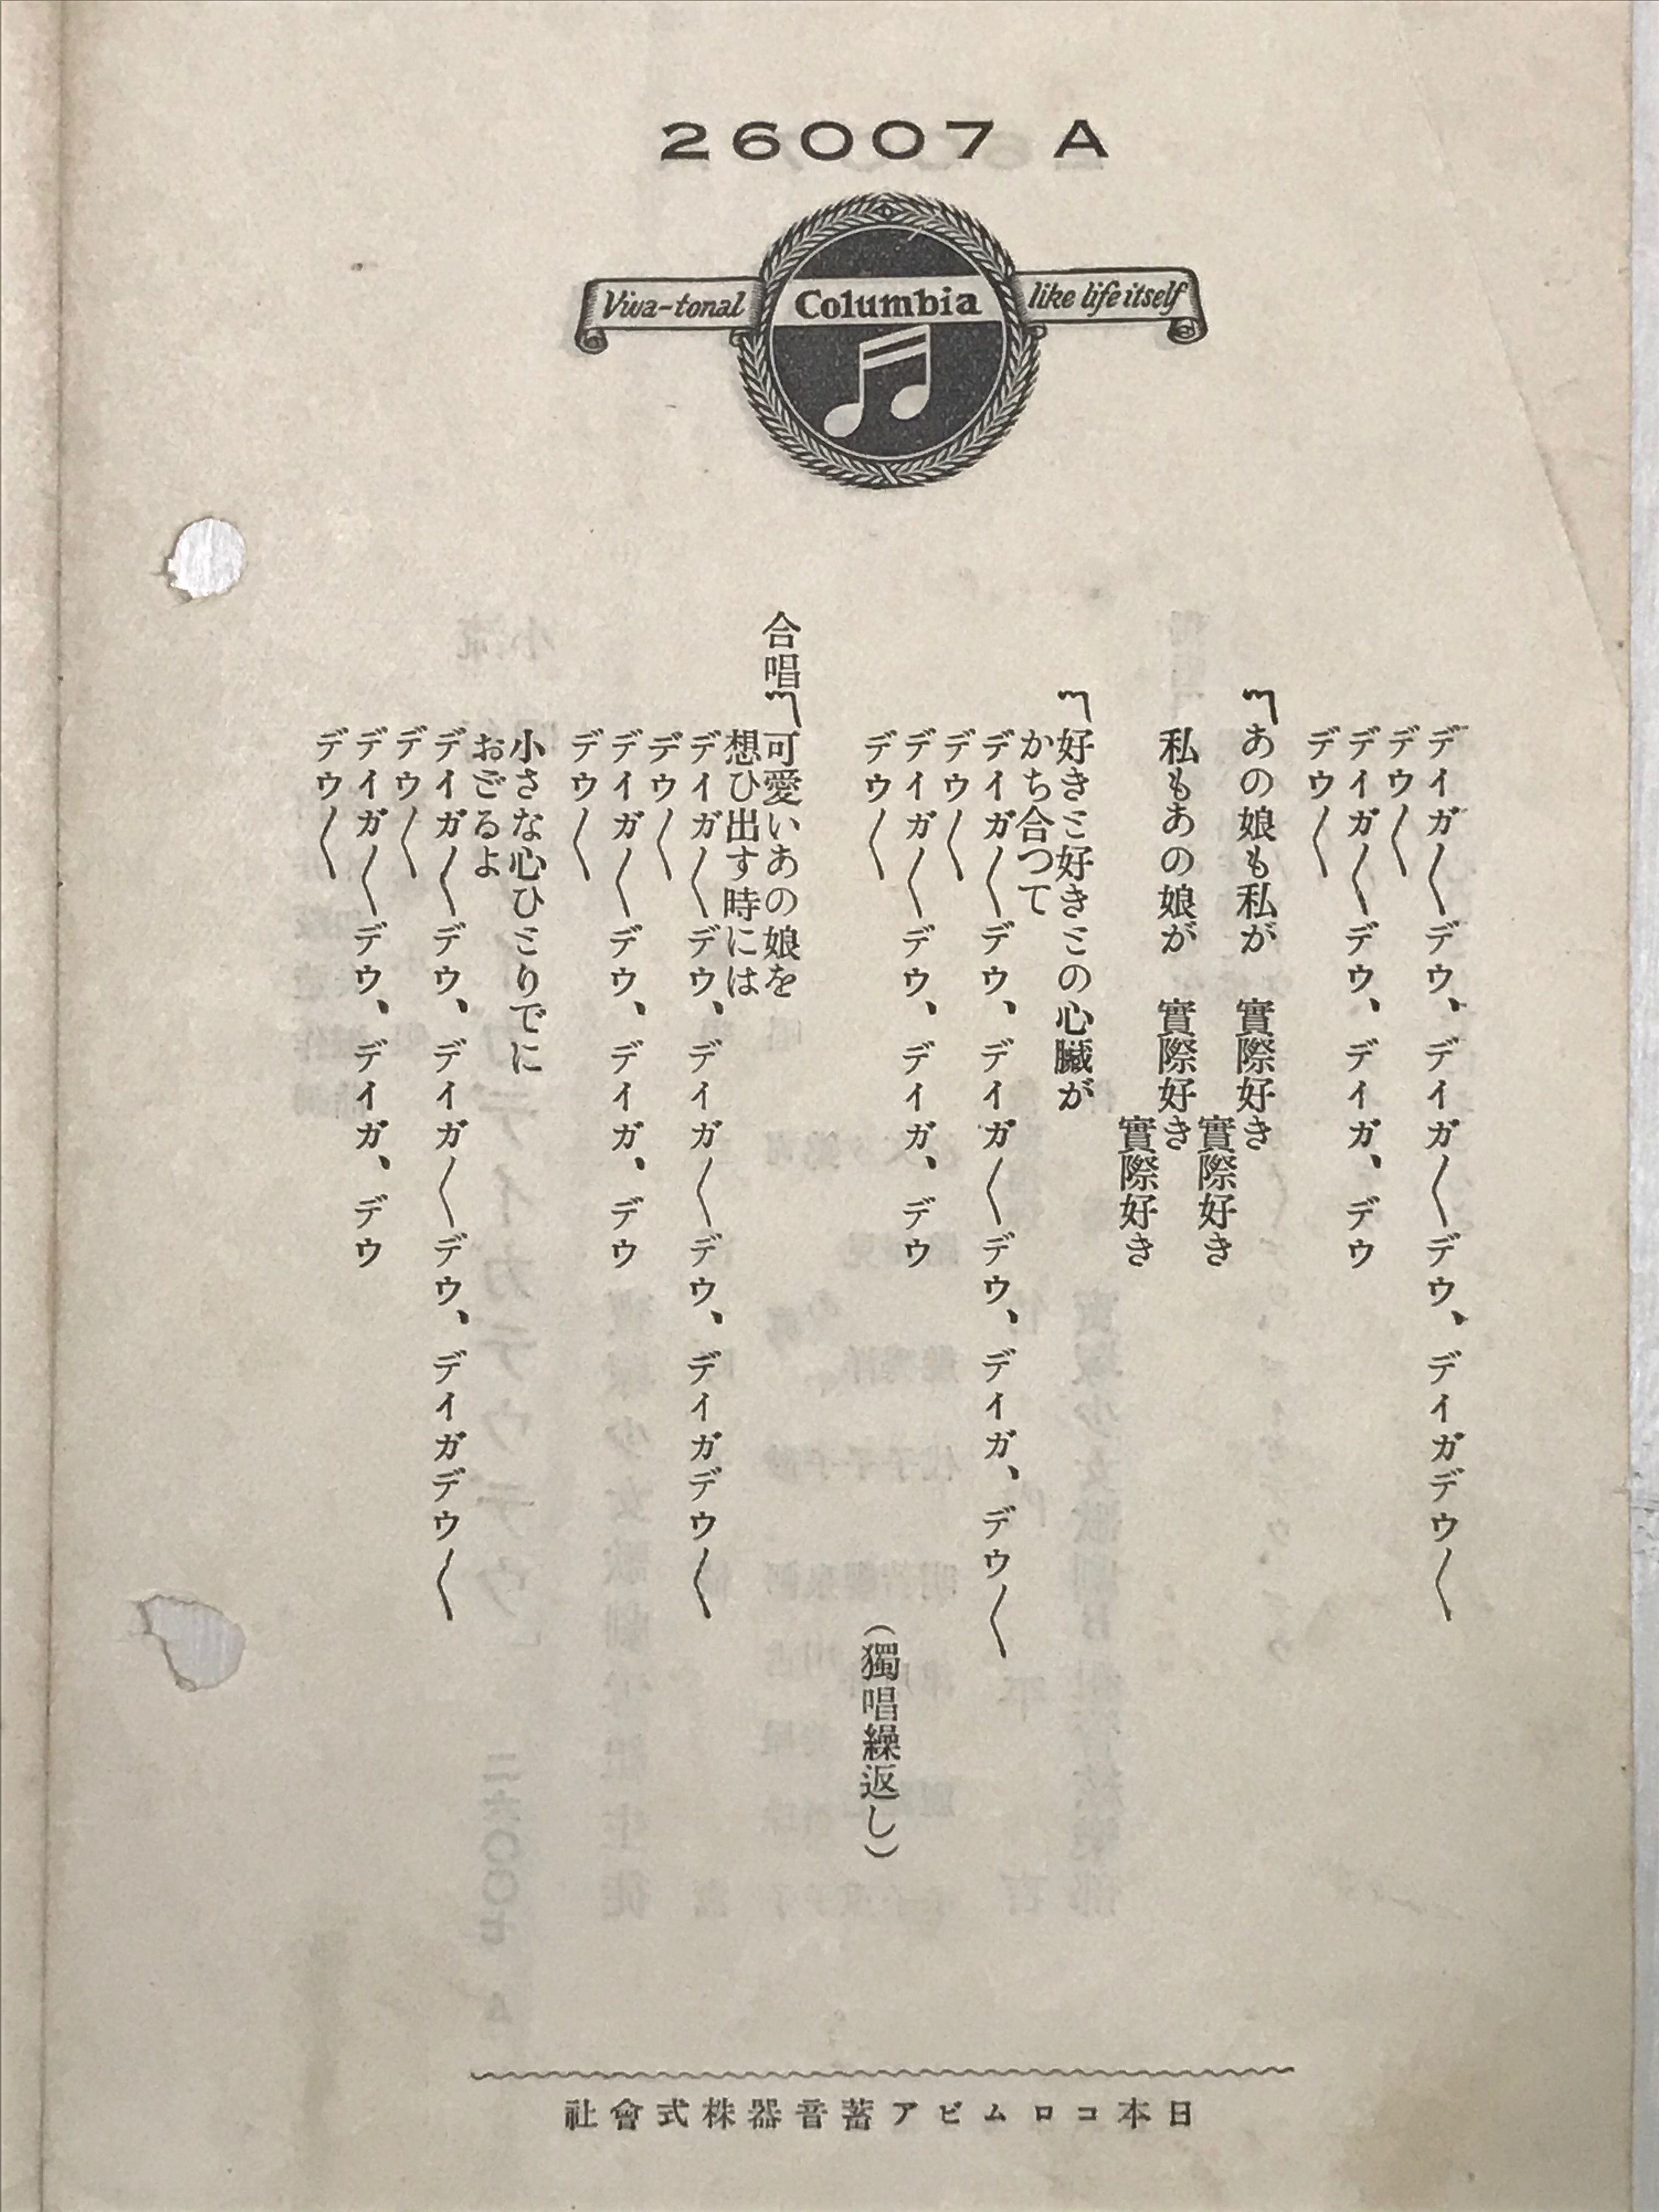 26007 A
Viva-tonal Columbia like life itself
デイガ〱デウ、デイガ〱デウ、デイガデウ〱
デウ〱
デイガ〱デウ、デイガ、デウ
デウ〱
〽あの娘も私が 實際好き
實際好き
私もあの娘が 實際好き
實際好き
〽好きミ好きミの心臟が
かち合つて
デイガ〱デウ、デイガ〱デウ、デイガ、デウ〱
デウ〱
デイガ〱デウ、デイガ、デウ
デウ〱
(獨唱繰返し)
合唱〽可愛いあの娘を
想ひ出す時には
デイガ〱デウ、デイガ〱デウ、デイガデウ〱
デウ〱
デイガ〱デウ、デイガ、デウ
デウ〱
小さな心ひミりでに
おごるよ
デイガ〱デウ、デイガ〱デウ、デイガデウ〱
デウ〱
デイガ〱デウ、デイガ、デウ
デウ〱
日本コロムビア蓄音器株式會社